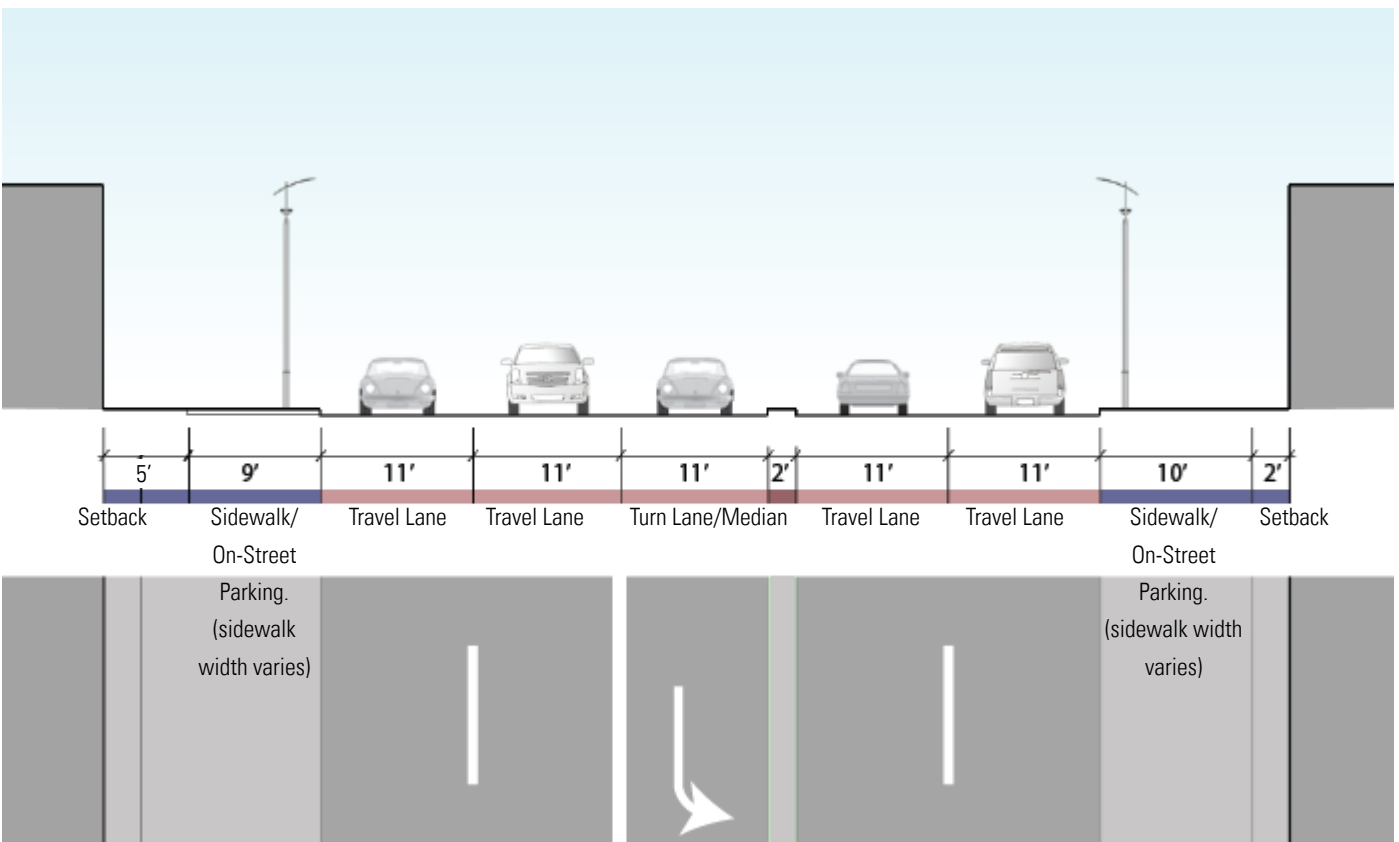 5' 9' 11' 11' 11' 2' 11' 11' 10' 2'
Setback
Sidewalk/
On-Street
Parking.
(sidewalk
width varies)
Travel Lane
Travel Lane
Turn Lane/Median
Travel Lane
Travel Lane
Sidewalk/
On-Street
Parking.
(sidewalk width
varies)
Setback